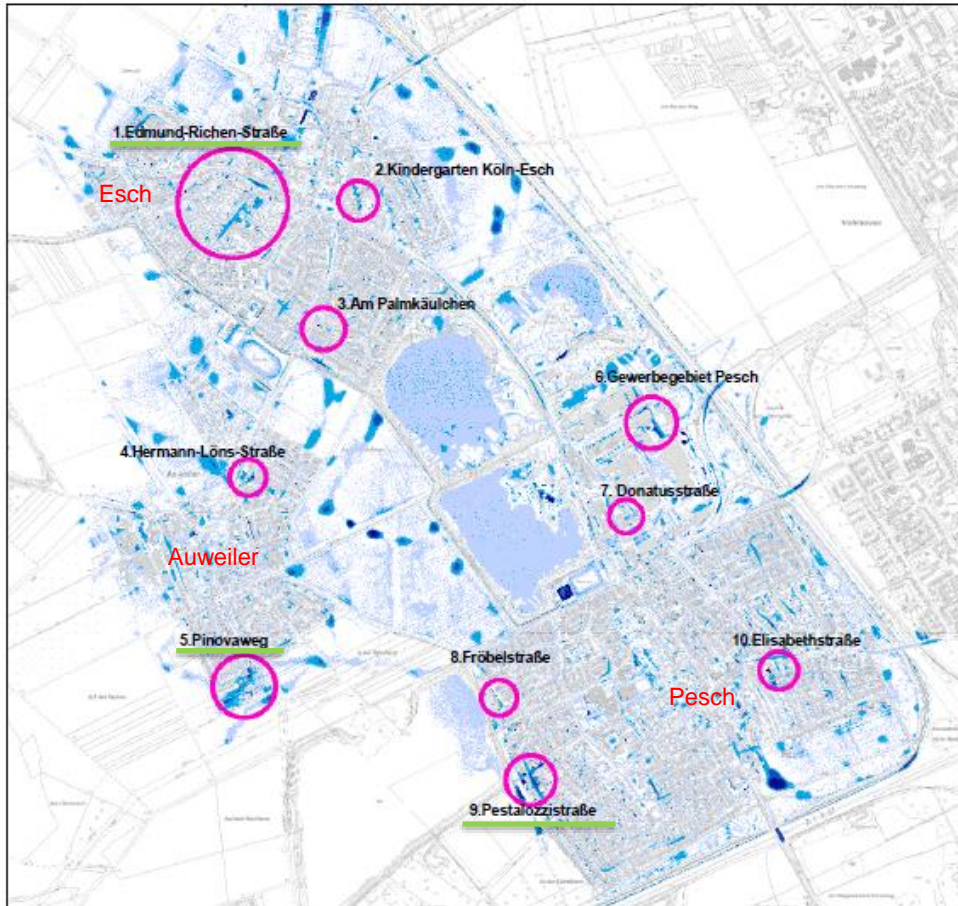 1.Edmund-Richen-Straße
2.Kindergarten Köln-Esch
Esch
3.Am Palmkäulchen
6.Gewerbegebiet Pesch
4.Hermann-Löns-Straße
7. Donatusstraße
Auweiler
5.Pinovaweg
8.Fröbelstraße
10.Elisabethstraße
Pesch
9.Pestalozzistraße